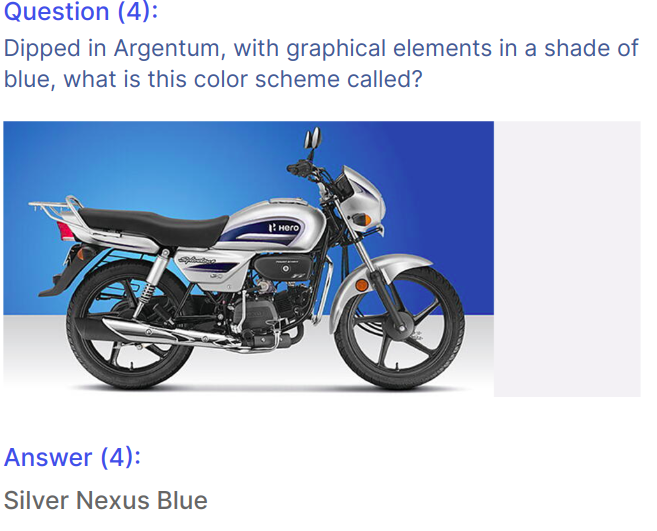 Question (4):
Dipped in Argentum, with graphical elements in a shade of
blue, what is this color scheme called?
Hero
Splendor+
Answer (4):
Silver Nexus Blue